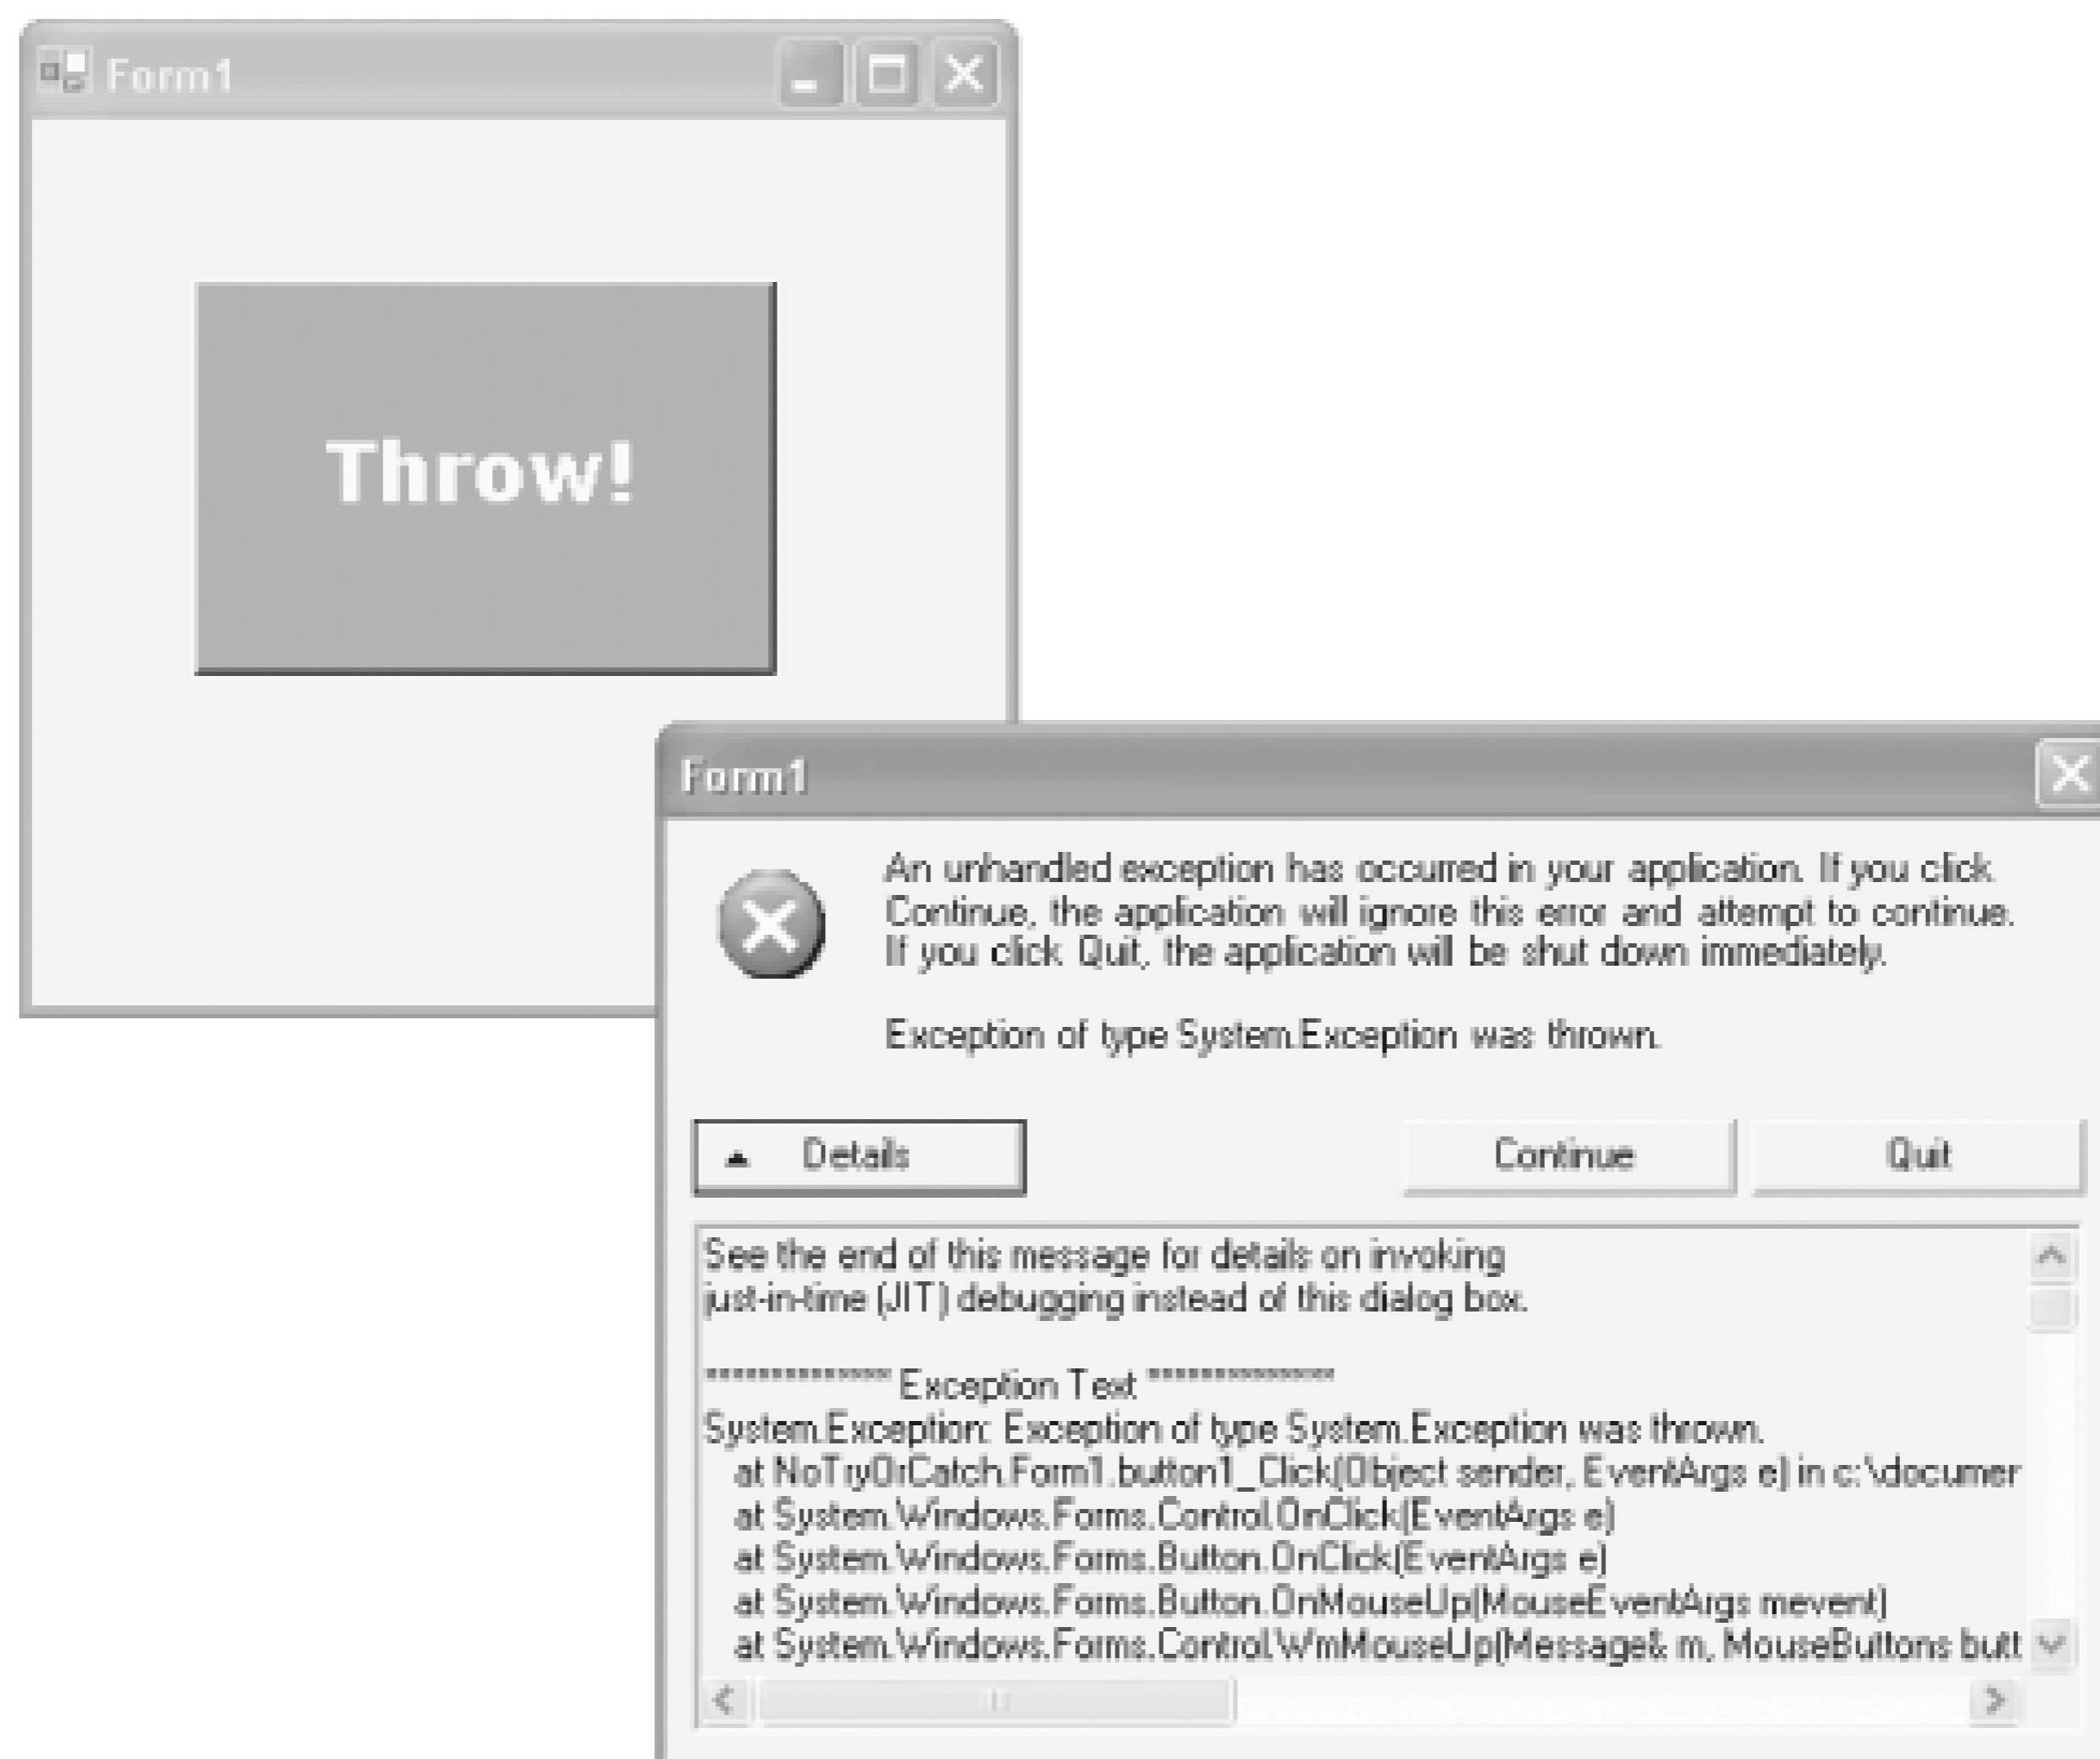 Form1
Throw!
Form1
An unhandled exception has occurred in your application. If you click
Continue, the application will ignore this error and attempt to continue.
If you click Quit, the application will be shut down immediately.
Exception of type System.Exception was thrown.
Details
Continue
Quit
See the end of this message for details on invoking
just-in-time (JIT) debugging instead of this dialog box.
************** Exception Text **************
System.Exception: Exception of type System.Exception was thrown.
at NoTryOrCatch.Form1.button1_Click(Object sender, EventArgs e) in c:\documer
at System.Windows.Forms.Control.OnClick(EventArgs e)
at System.Windows.Forms.Button.OnClick(EventArgs e)
at System.Windows.Forms.Button.OnMouseUp(MouseEventArgs mevent)
at System.Windows.Forms.Control.WmMouseUp(Message& m, MouseButtons butt